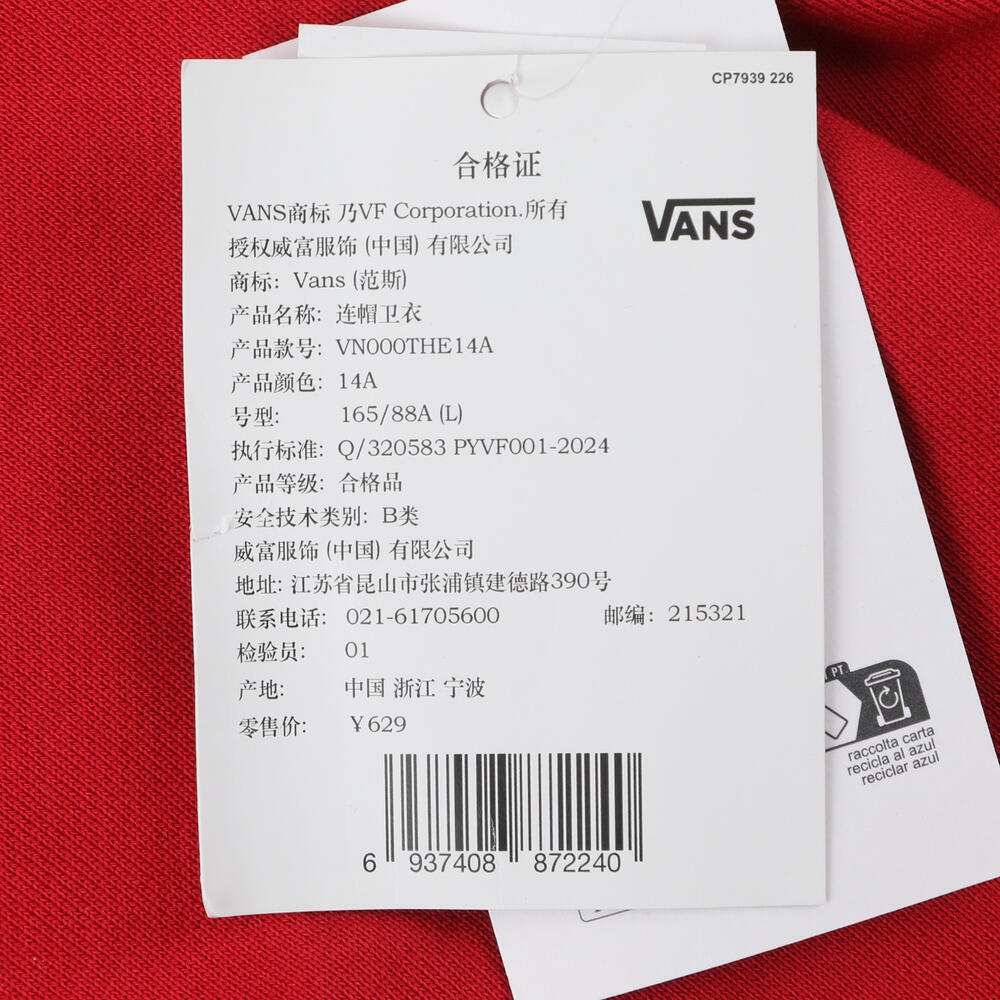 CP7939 226
合格证
VANS商标 乃VF Corporation.所有
授权威富服饰 (中国) 有限公司
VANS
商标: Vans (范斯)
产品名称: 连帽卫衣
产品款号: VN000THE14A
产品颜色: 14A
号型: 165/88A (L)
执行标准: Q/320583 PYVF001-2024
产品等级: 合格品
安全技术类别: B类
威富服饰 (中国) 有限公司
地址: 江苏省昆山市张浦镇建德路390号
联系电话: 021-61705600 邮编: 215321
检验员: 01
产地: 中国 浙江 宁波
零售价: ¥629
6 937408 872240
PT
raccolta carta
recicla al azul
reciclar azul